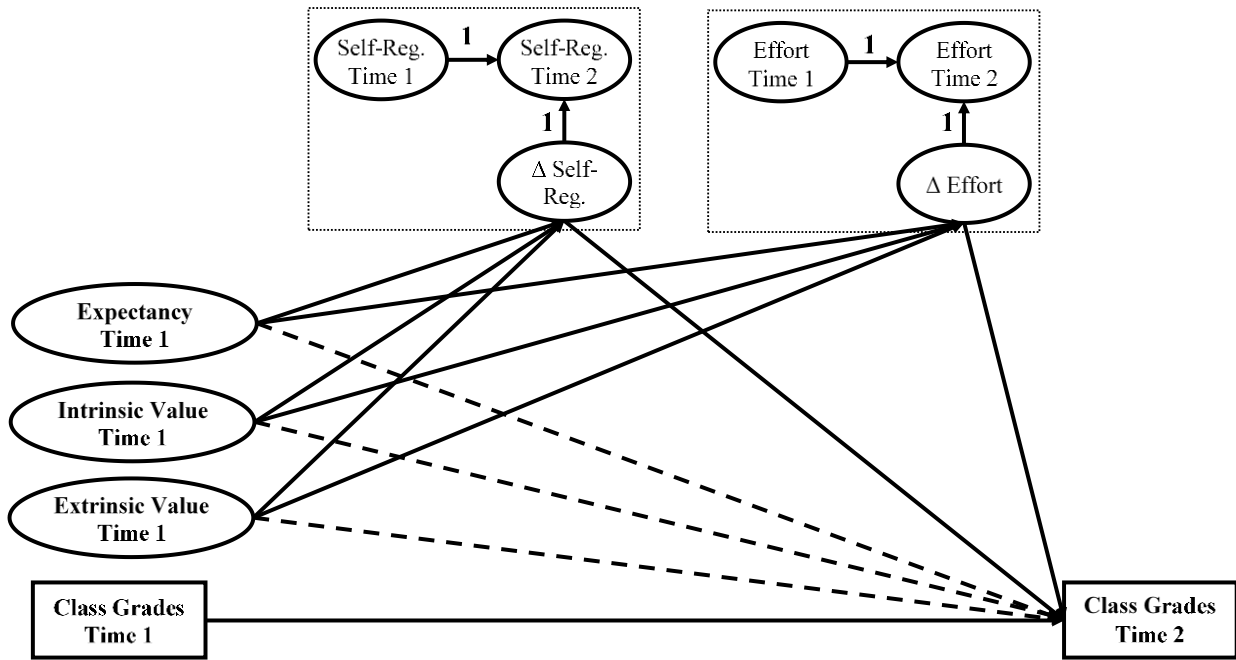 Self-Reg.
Time 1
1
Self-Reg.
Time 2
1
Δ Self-
Reg.
Effort
Time 1
1
Effort
Time 2
1
Δ Effort
Expectancy
Time 1
Intrinsic Value
Time 1
Extrinsic Value
Time 1
Class Grades
Time 1
Class Grades
Time 2